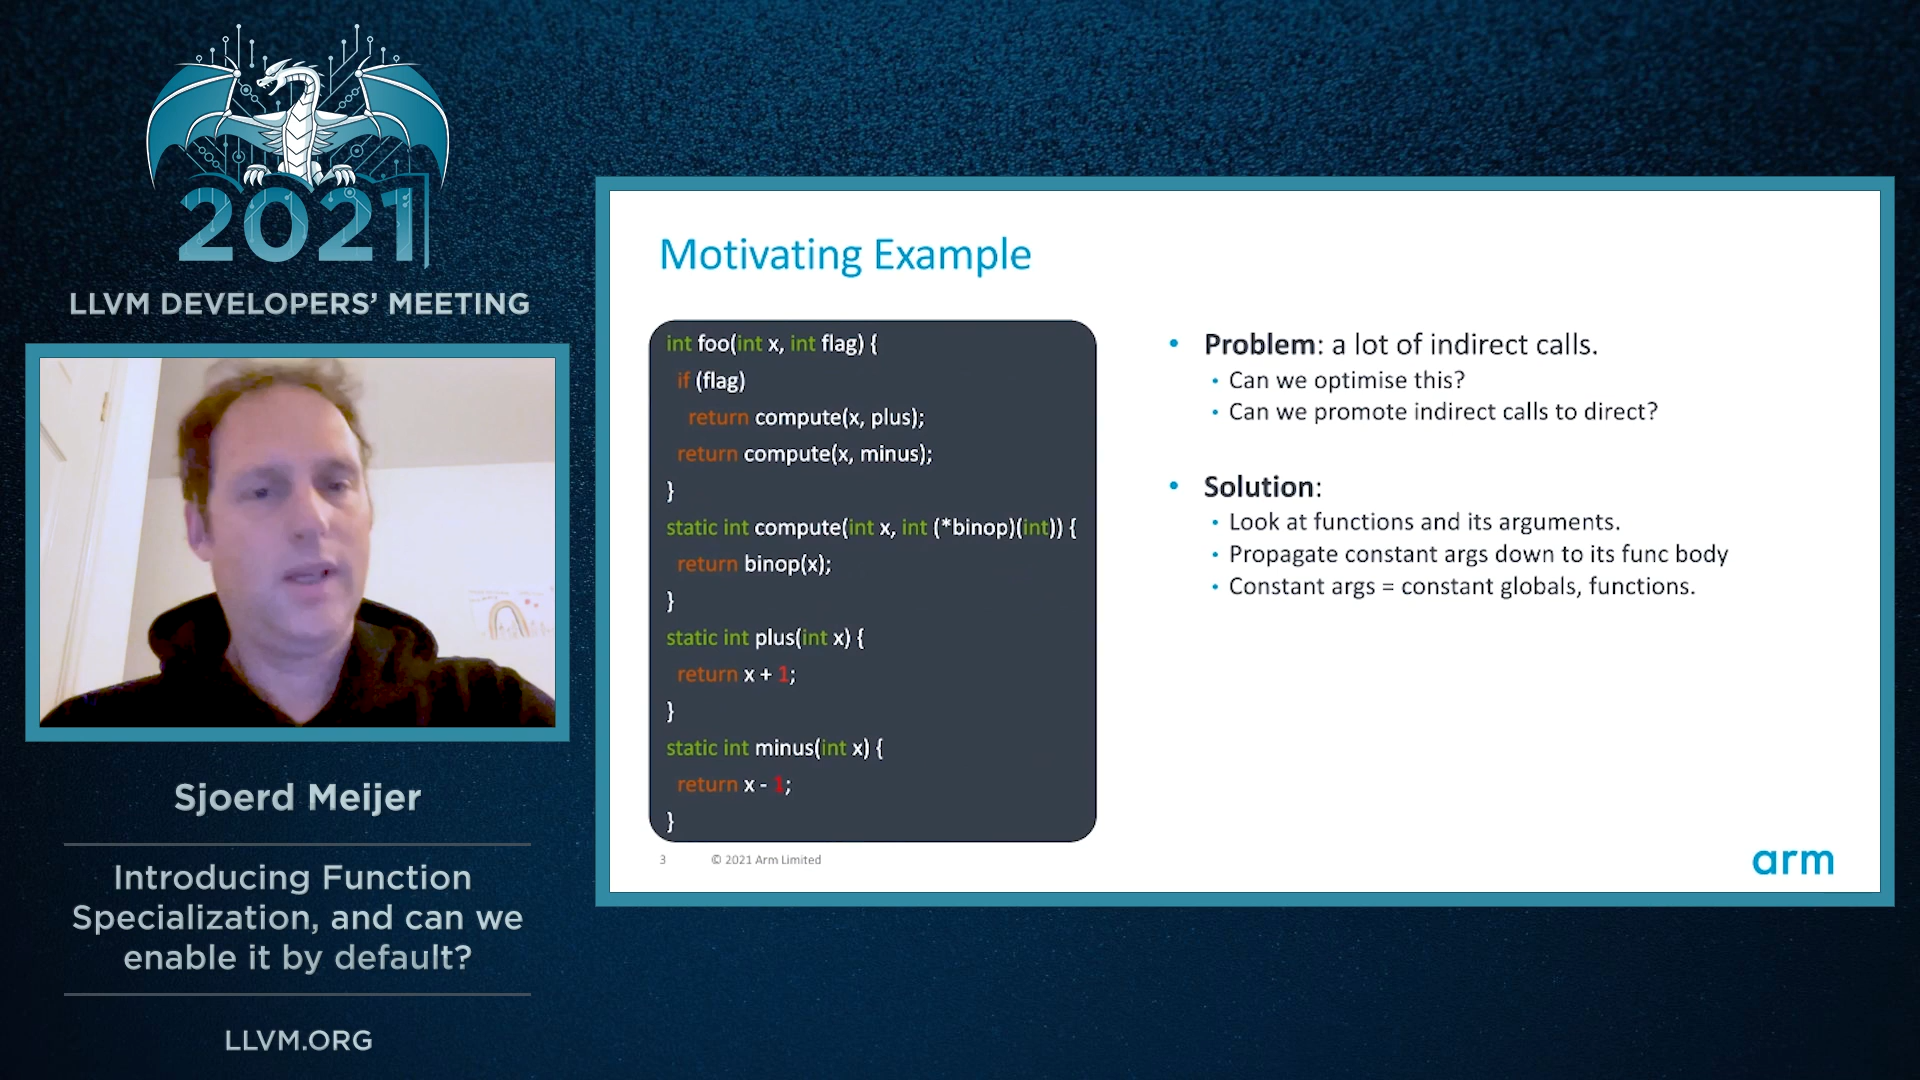 2021
LLVM DEVELOPERS' MEETING
Sjoerd Meijer
Introducing Function
Specialization, and can we
enable it by default?
LLVM.ORG
Motivating Example
int foo(int x, int flag) {
if (flag)
return compute(x, plus);
return compute(x, minus);
}
static int compute(int x, int (*binop)(int)) {
return binop(x);
}
static int plus(int x) {
return x + 1;
}
static int minus(int x) {
return x - 1;
}
• Problem: a lot of indirect calls.
• Can we optimise this?
• Can we promote indirect calls to direct?
• Solution:
• Look at functions and its arguments.
• Propagate constant args down to its func body
• Constant args = constant globals, functions.
3 © 2021 Arm Limited
arm